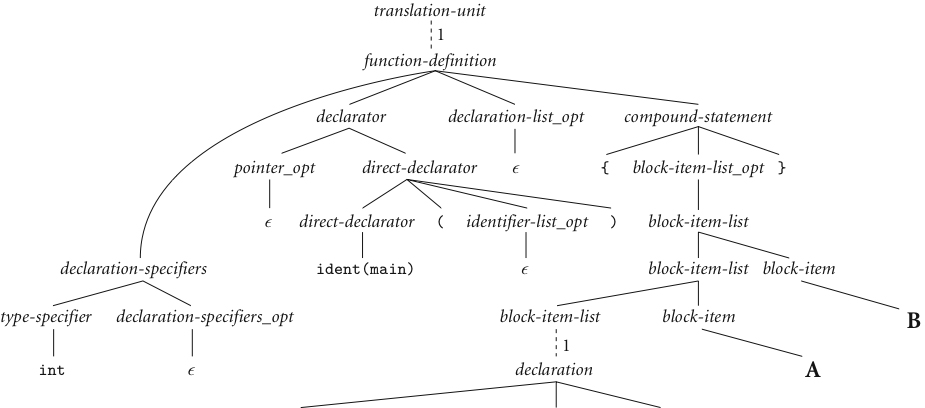 translation-unit
1
function-definition
declarator declaration-list_opt compound-statement
pointer_opt direct-declarator ϵ { block-item-list_opt }
ϵ direct-declarator ( identifier-list_opt ) block-item-list
declaration-specifiers ident(main) ϵ block-item-list block-item
type-specifier declaration-specifiers_opt block-item-list block-item B
1
int ϵ declaration A